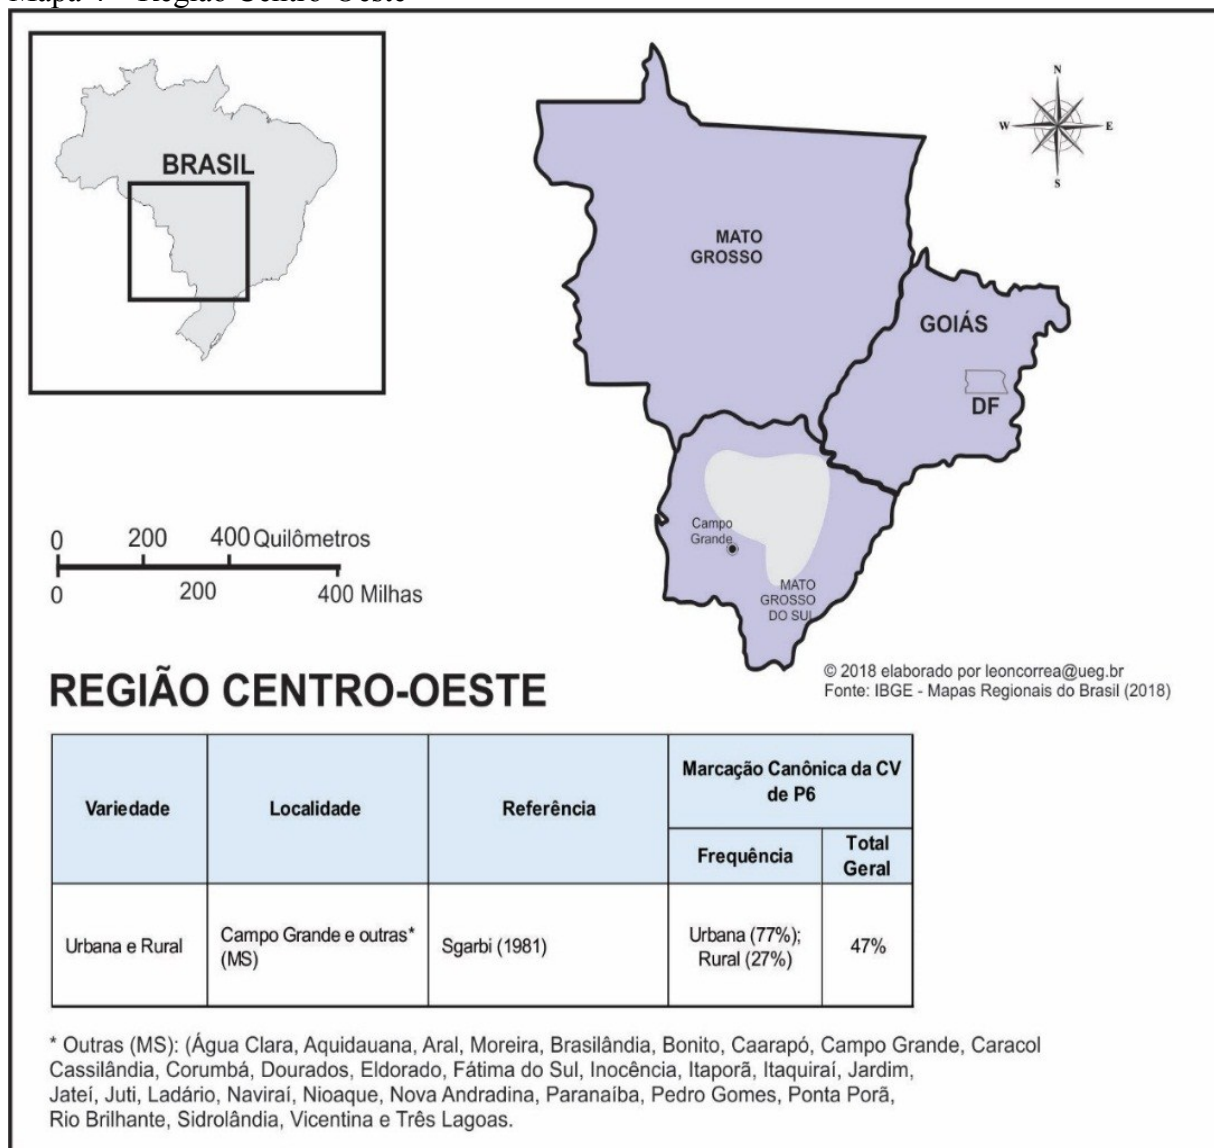 Mapa 4 – Região Centro-Oeste
BRASIL
N
W
E
S
MATO
GROSSO
GOIÁS
DF
Campo
Grande
MATO
GROSSO
DO SUL
0 200 400 Quilômetros
0 200 400 Milhas
© 2018 elaborado por leoncorrea@ueg.br
Fonte: IBGE - Mapas Regionais do Brasil (2018)
REGIÃO CENTRO-OESTE
Variedade
Localidade
Referência
Marcação Canônica da CV
de P6
Frequência
Total
Geral
Urbana e Rural
Campo Grande e outras*
(MS)
Sgarbi (1981)
Urbana (77%);
Rural (27%)
47%
* Outras (MS): (Água Clara, Aquidauana, Aral, Moreira, Brasilândia, Bonito, Caarapó, Campo Grande, Caracol
Cassilândia, Corumbá, Dourados, Eldorado, Fátima do Sul, Inocência, Itaporã, Itaquiraí, Jardim,
Jateí, Juti, Ladário, Naviraí, Nioaque, Nova Andradina, Paranaíba, Pedro Gomes, Ponta Porã,
Rio Brilhante, Sidrolândia, Vicentina e Três Lagoas.